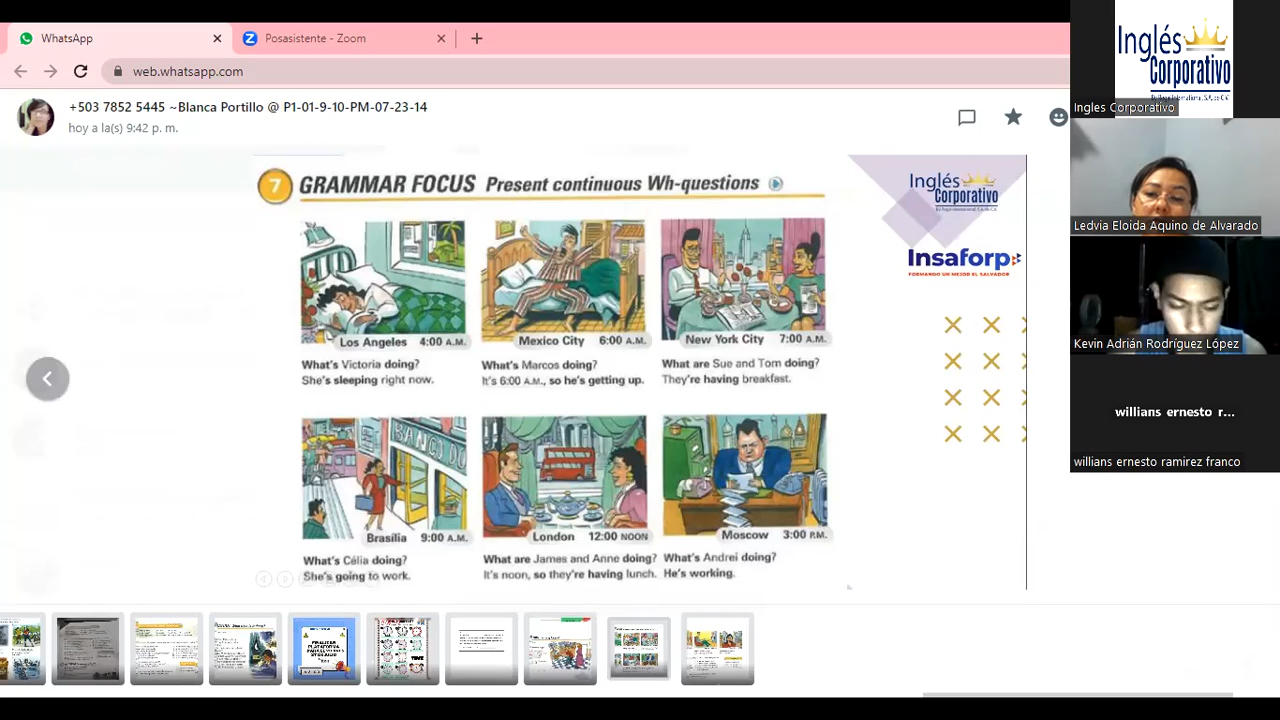 WhatsApp
Posasistente - Zoom
web.whatsapp.com
+503 7852 5445 ~Blanca Portillo @ P1-01-9-10-PM-07-23-14
hoy a la(s) 9:42 p. m.
7 GRAMMAR FOCUS Present continuous Wh-questions
Inglés
Corporativo
Insaforp
FORMANDO UN MEJOR EL SALVADOR
Los Angeles 4:00 A.M.
What's Victoria doing?
She's sleeping right now.
Mexico City 6:00 A.M.
What's Marcos doing?
It's 6:00 A.M., so he's getting up.
New York City 7:00 A.M.
What are Sue and Tom doing?
They're having breakfast.
BANCO DO
Brasília 9:00 A.M.
What's Célia doing?
She's going to work.
London 12:00 NOON
What are James and Anne doing?
It's noon, so they're having lunch.
Moscow 3:00 P.M.
What's Andrei doing?
He's working.
Inglés
Corporativo
Ingles Corporativo
Ledvia Eloida Aquino de Alvarado
Kevin Adrián Rodríguez López
willians ernesto r...
willians ernesto ramirez franco